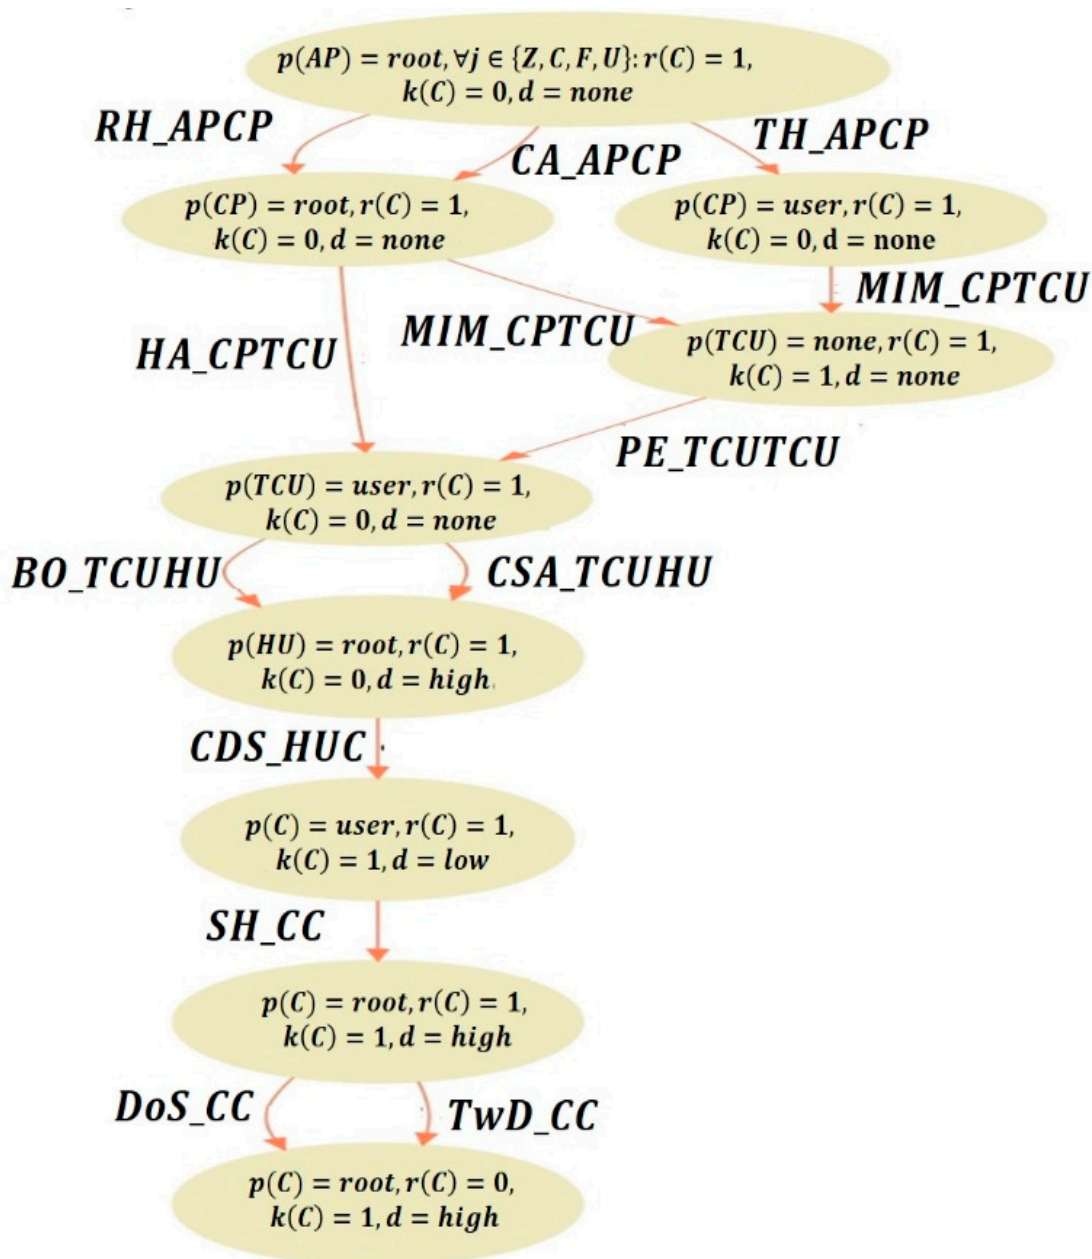 p(AP) = root, ∀j ∈ {Z, C, F, U}: r(C) = 1,
k(C) = 0, d = none
RH_APCP
CA_APCP
TH_APCP
p(CP) = root, r(C) = 1,
k(C) = 0, d = none
p(CP) = user, r(C) = 1,
k(C) = 0, d = none
HA_CPTCU
MIM_CPTCU
MIM_CPTCU
p(TCU) = none, r(C) = 1,
k(C) = 1, d = none
PE_TCUTCU
p(TCU) = user, r(C) = 1,
k(C) = 0, d = none
BO_TCUHU
CSA_TCUHU
p(HU) = root, r(C) = 1,
k(C) = 0, d = high
CDS_HUC
p(C) = user, r(C) = 1,
k(C) = 1, d = low
SH_CC
p(C) = root, r(C) = 1,
k(C) = 1, d = high
DoS_CC
TwD_CC
p(C) = root, r(C) = 0,
k(C) = 1, d = high